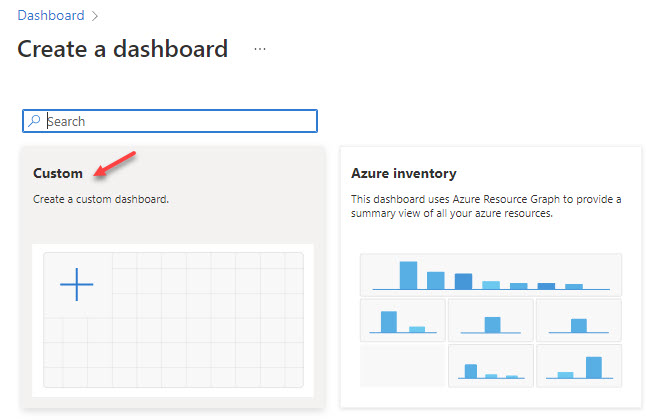 Dashboard >
Create a dashboard ...
Search
Custom
Create a custom dashboard.
Azure inventory
This dashboard uses Azure Resource Graph to provide a
summary view of all your azure resources.